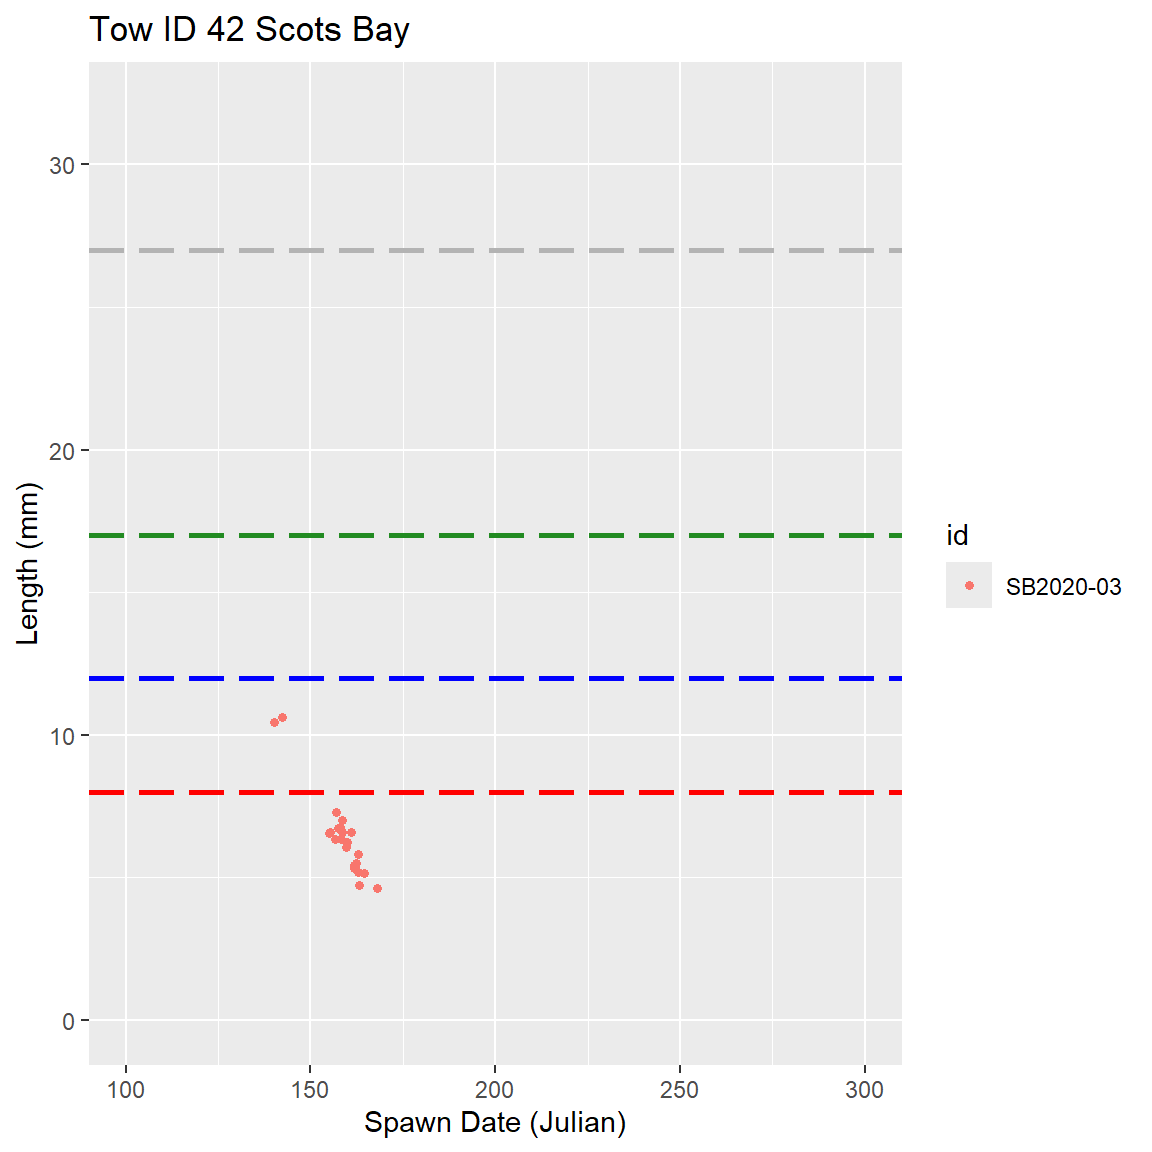 Tow ID 42 Scots Bay
30
20
10
0
Length (mm)
100 150 200 250 300
Spawn Date (Julian)
id
SB2020-03